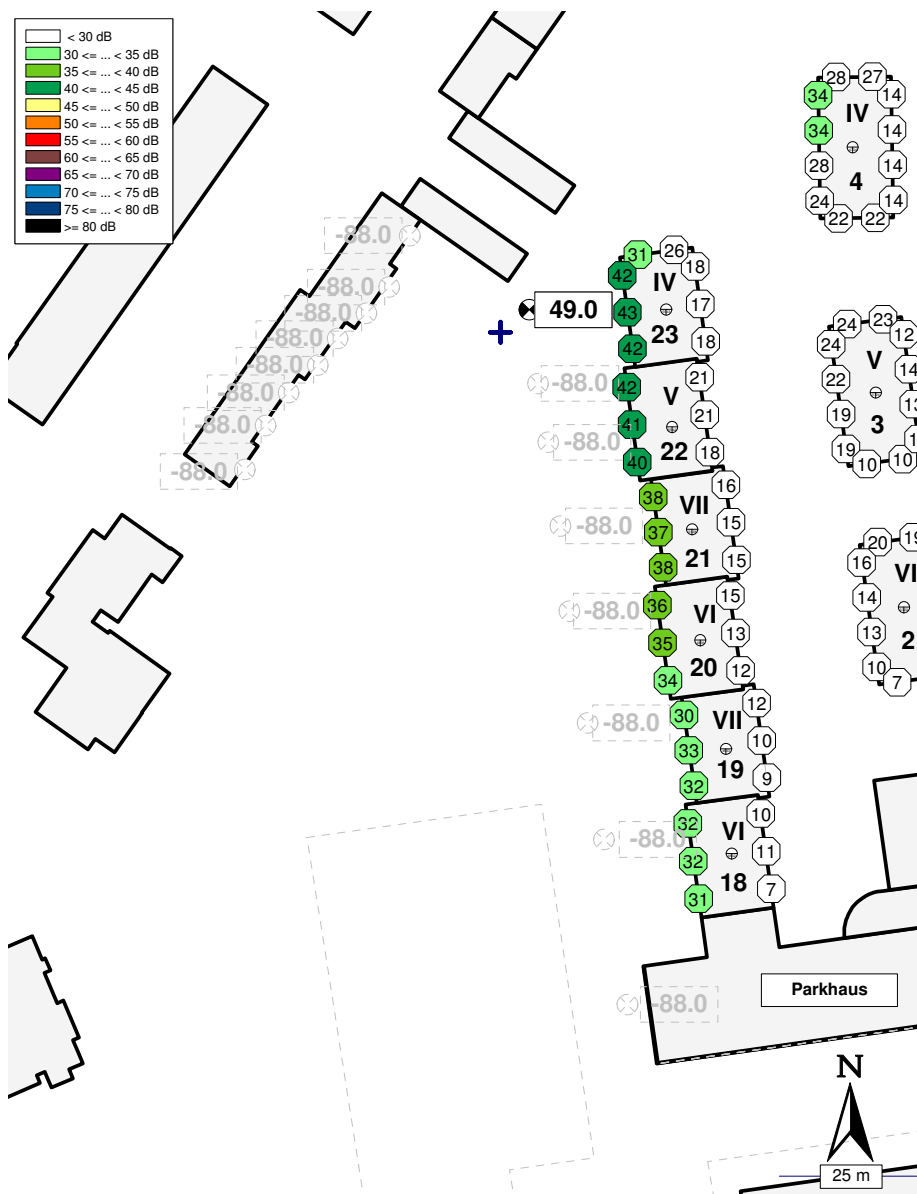 < 30 dB
30 <= ... < 35 dB
35 <= ... < 40 dB
40 <= ... < 45 dB
45 <= ... < 50 dB
50 <= ... < 55 dB
55 <= ... < 60 dB
60 <= ... < 65 dB
65 <= ... < 70 dB
70 <= ... < 75 dB
75 <= ... < 80 dB
>= 80 dB
28 27
34 14
IV
34 14
28 14
4
24 14
22 22
-88.0
-88.0
-88.0
-88.0
-88.0
-88.0
-88.0
-88.0
31 26
42 18
IV
49.0
43 17
23
42 18
24 23
24 12
V
22 14
19 13
3
19
10 10
-88.0
42 21
V
41 21
-88.0
22
40 18
38 16
VII
-88.0
37 15
21
38 15
20 19
16
VI
14
13
2
10
7
-88.0
36 15
VI
35 13
20
34 12
-88.0
30 12
VII
33 10
19
32 9
-88.0
32 10
VI
32 11
18
31 7
Parkhaus
-88.0
N
25 m